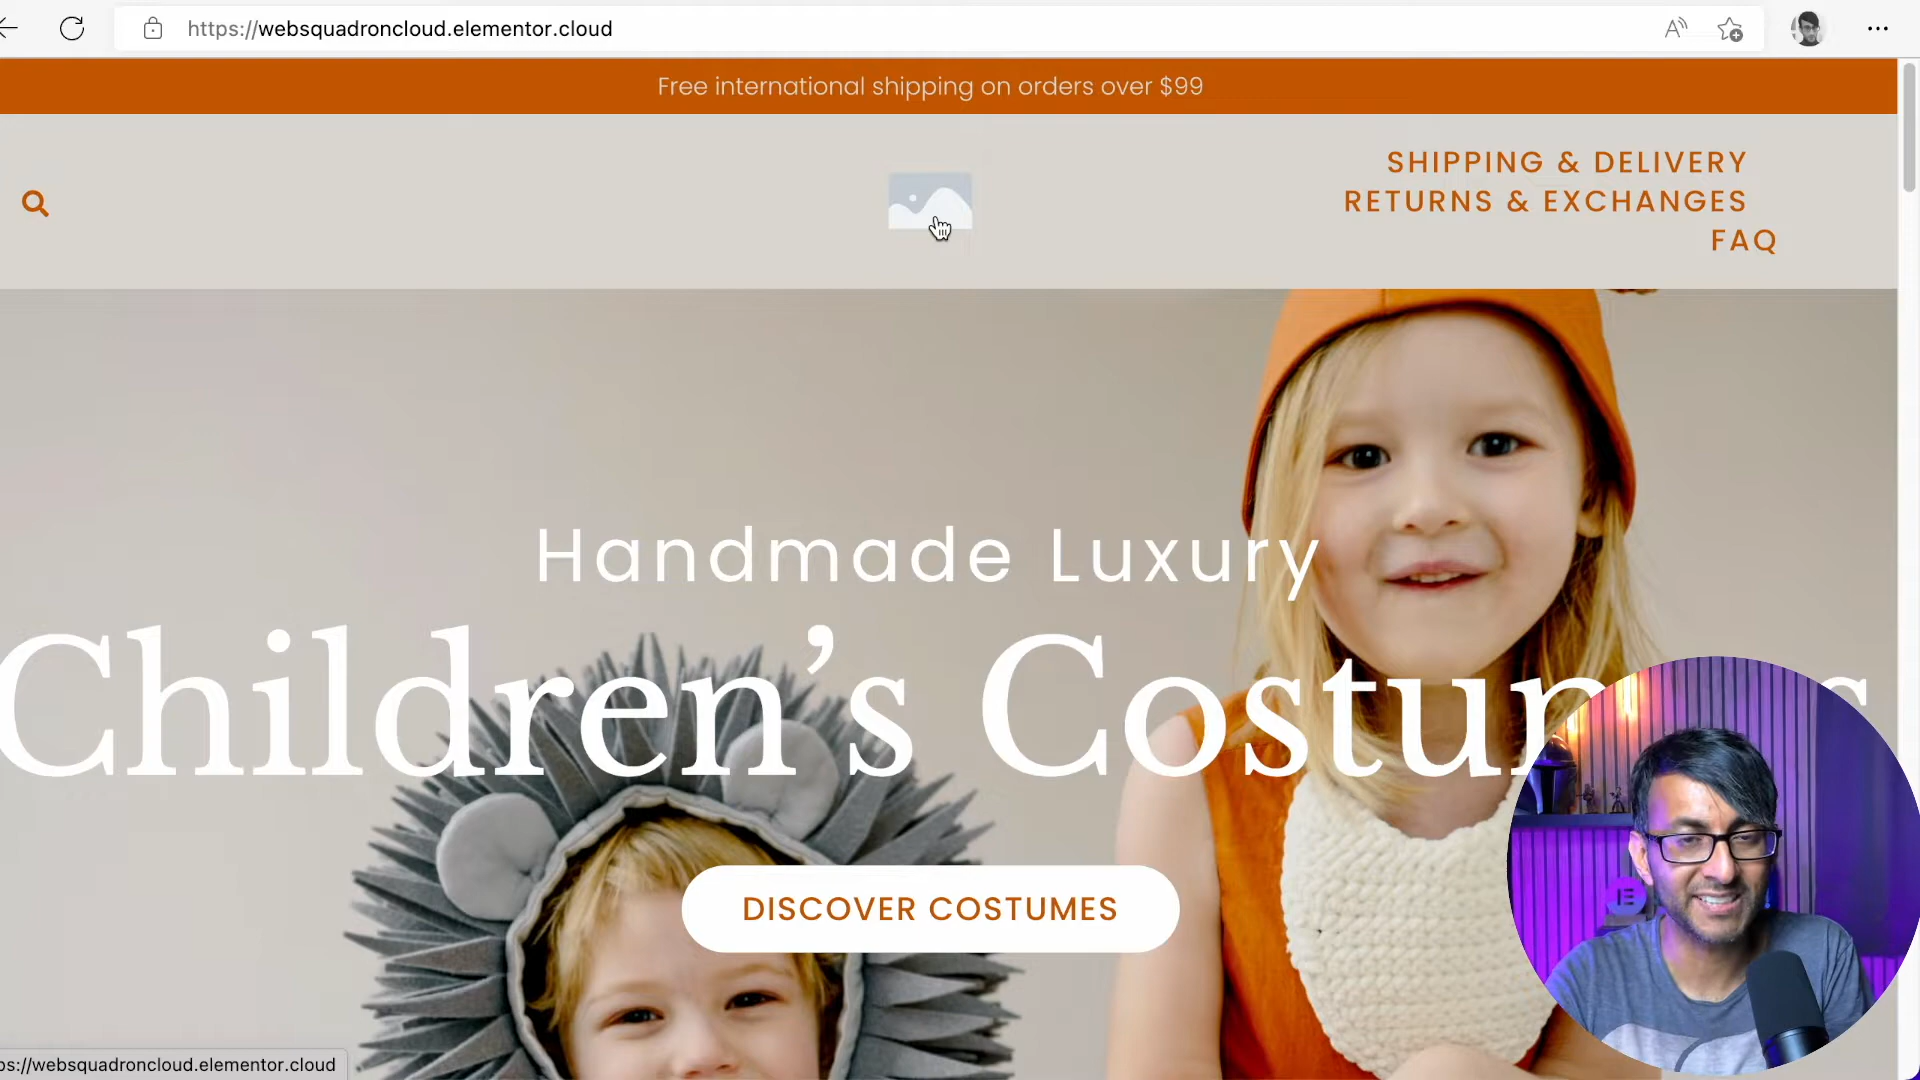 https://websquadroncloud.elementor.cloud
Free international shipping on orders over $99
SHIPPING & DELIVERY
RETURNS & EXCHANGES
FAQ
Handmade Luxury
Children’s Costumes
DISCOVER COSTUMES
ps://websquadroncloud.elementor.cloud